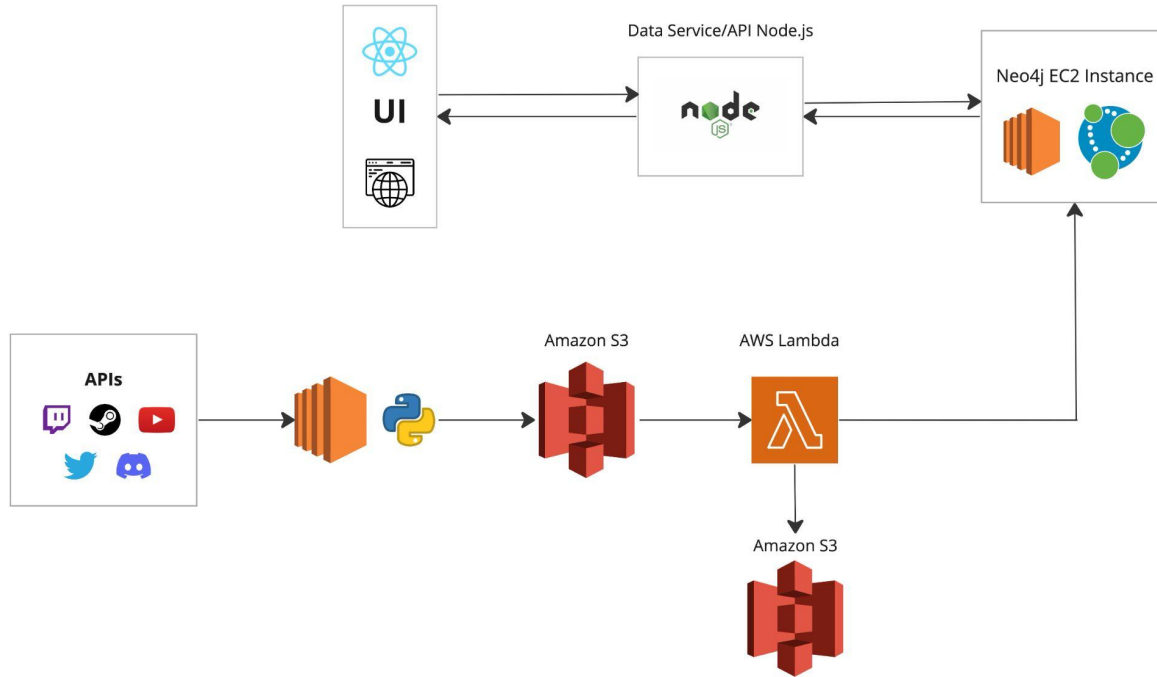 Data Service/API Node.js
UI
node
JS
Neo4j EC2 Instance
APIs
Amazon S3
AWS Lambda
Amazon S3